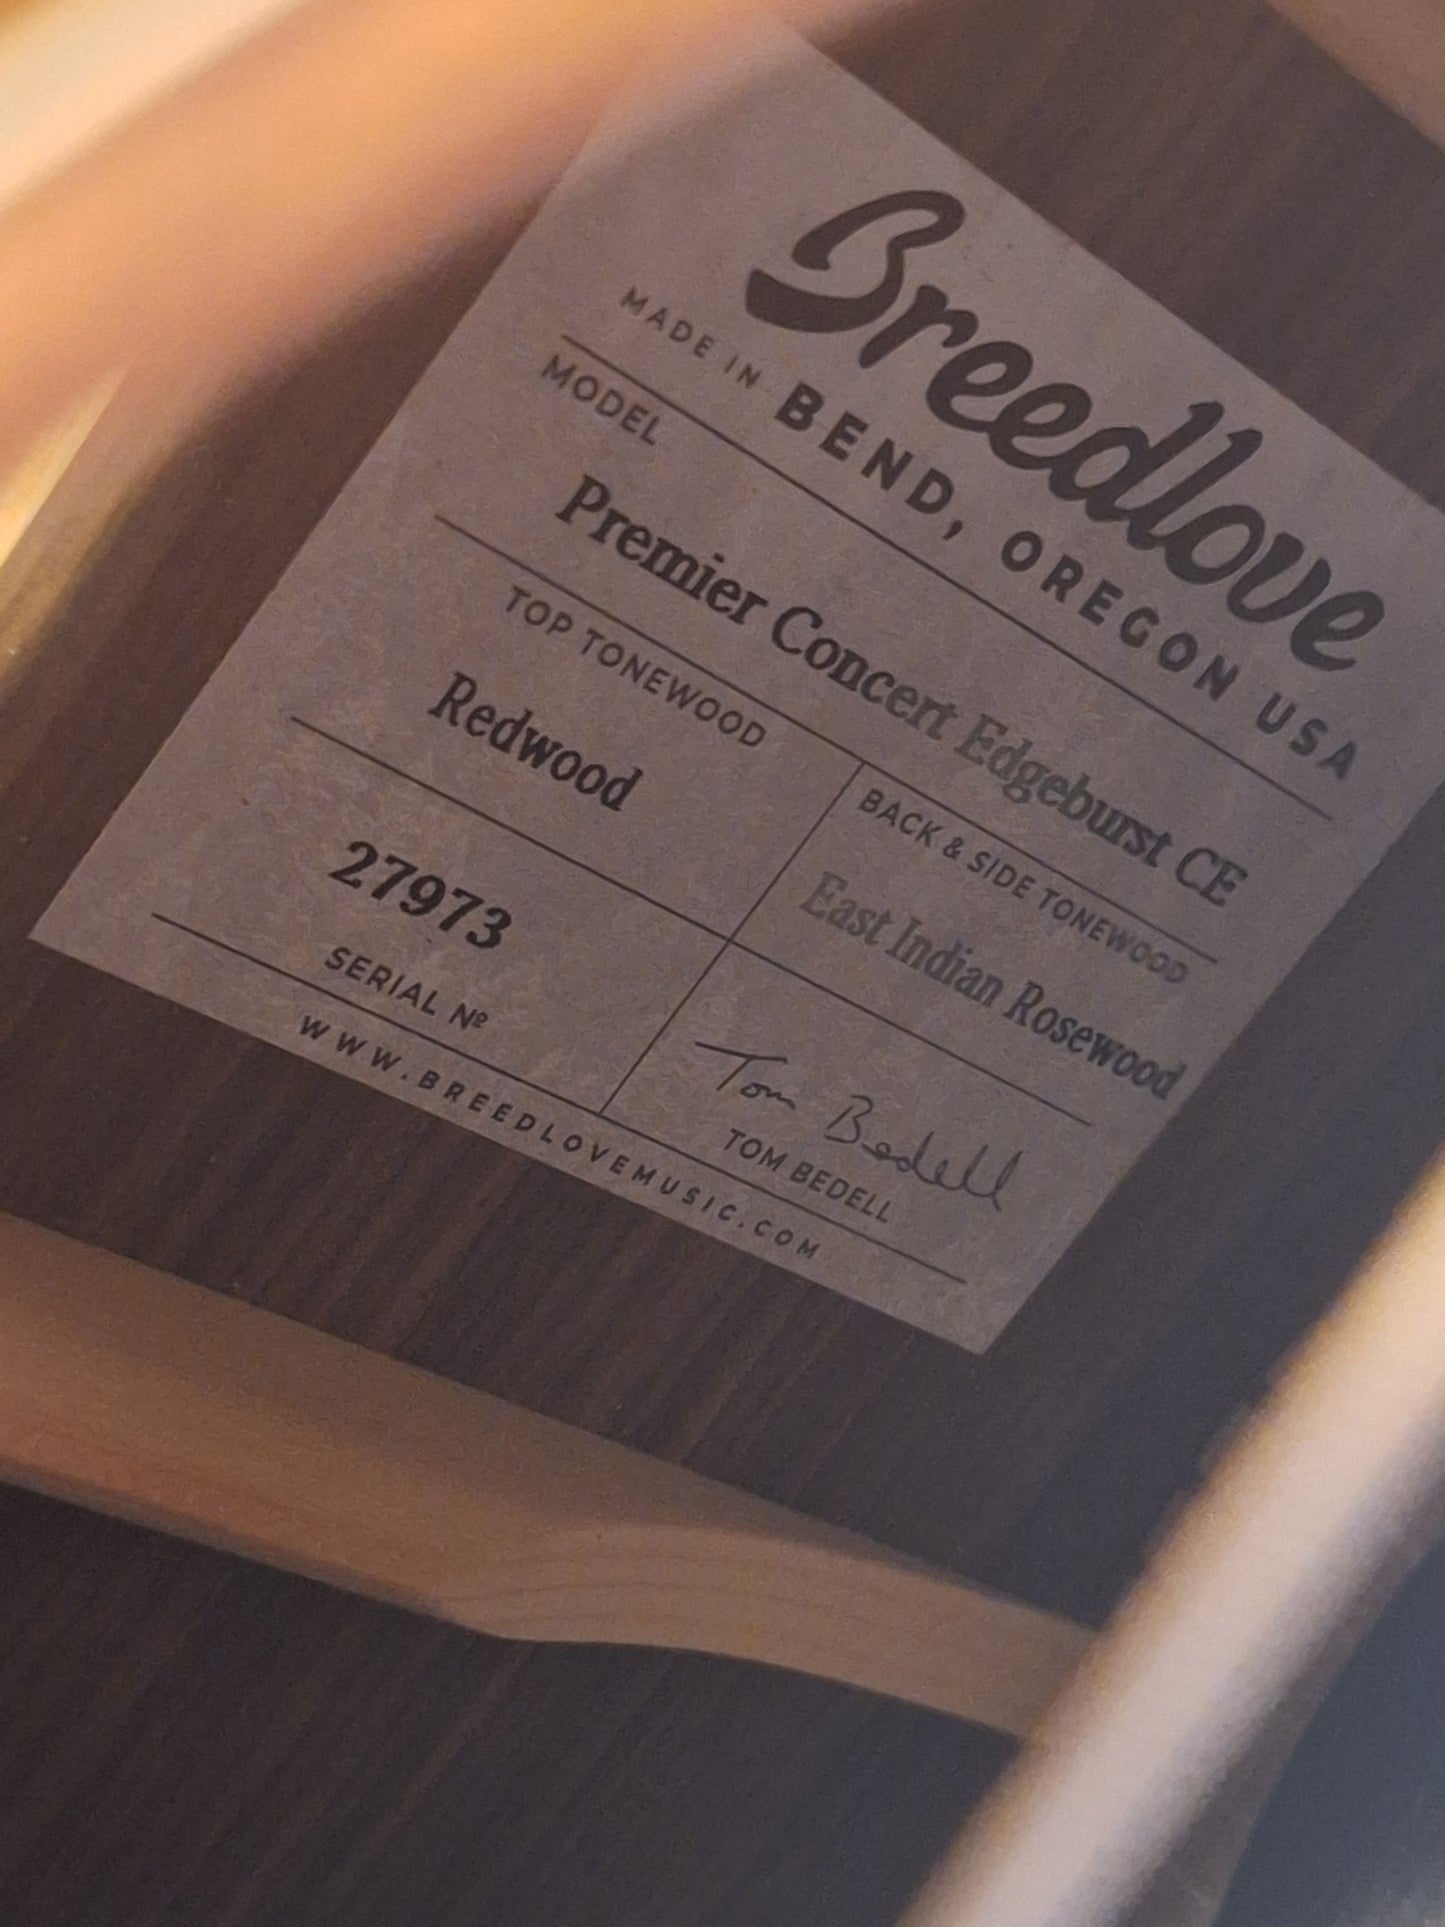 Breedlove
MADE IN BEND, OREGON USA
MODEL
Premier Concert Edgeburst CE
TOP TONEWOOD
Redwood
BACK & SIDE TONEWOOD
East Indian Rosewood
27973
SERIAL Nº
Tom Bedell
TOM BEDELL
WWW.BREEDLOVEMUSIC.COM